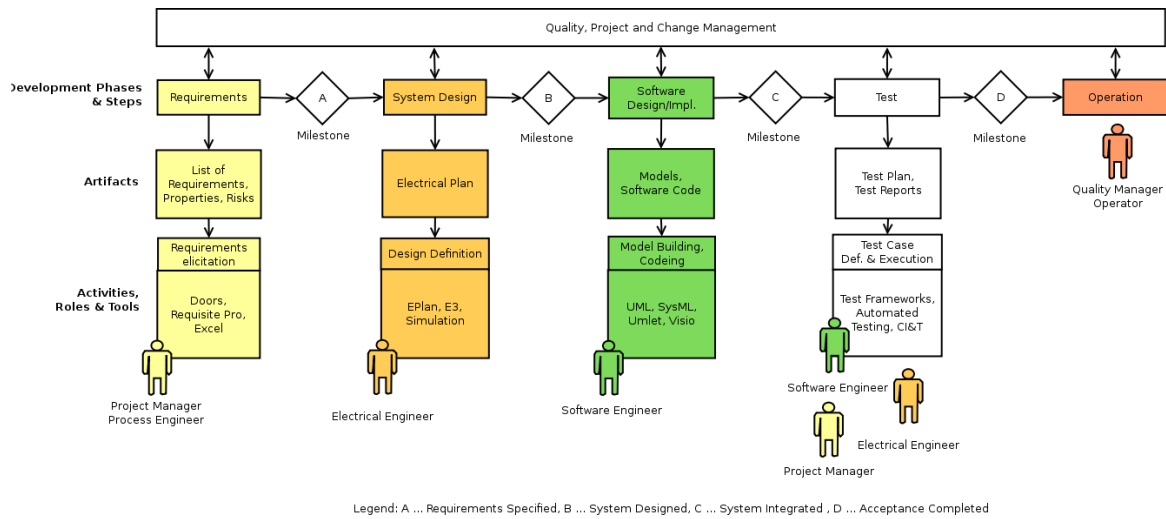 Quality, Project and Change Management
Development Phases
& Steps
Requirements
A
System Design
B
Software
Design/Impl.
C
Test
D
Operation
Milestone
Milestone
Milestone
Milestone
Artifacts
List of
Requirements,
Properties, Risks
Electrical Plan
Models,
Software Code
Test Plan,
Test Reports
Quality Manager
Operator
Activities,
Roles & Tools
Requirements
elicitation
Doors,
Requisite Pro,
Excel
Design Definition
EPlan, E3,
Simulation
Model Building,
Codeing
UML, SysML,
Umlet, Visio
Test Case
Def. & Execution
Test Frameworks,
Automated
Testing, CI&T
Project Manager
Process Engineer
Electrical Engineer
Software Engineer
Software Engineer
Electrical Engineer
Project Manager
Legend: A ... Requirements Specified, B ... System Designed, C ... System Integrated , D ... Acceptance Completed